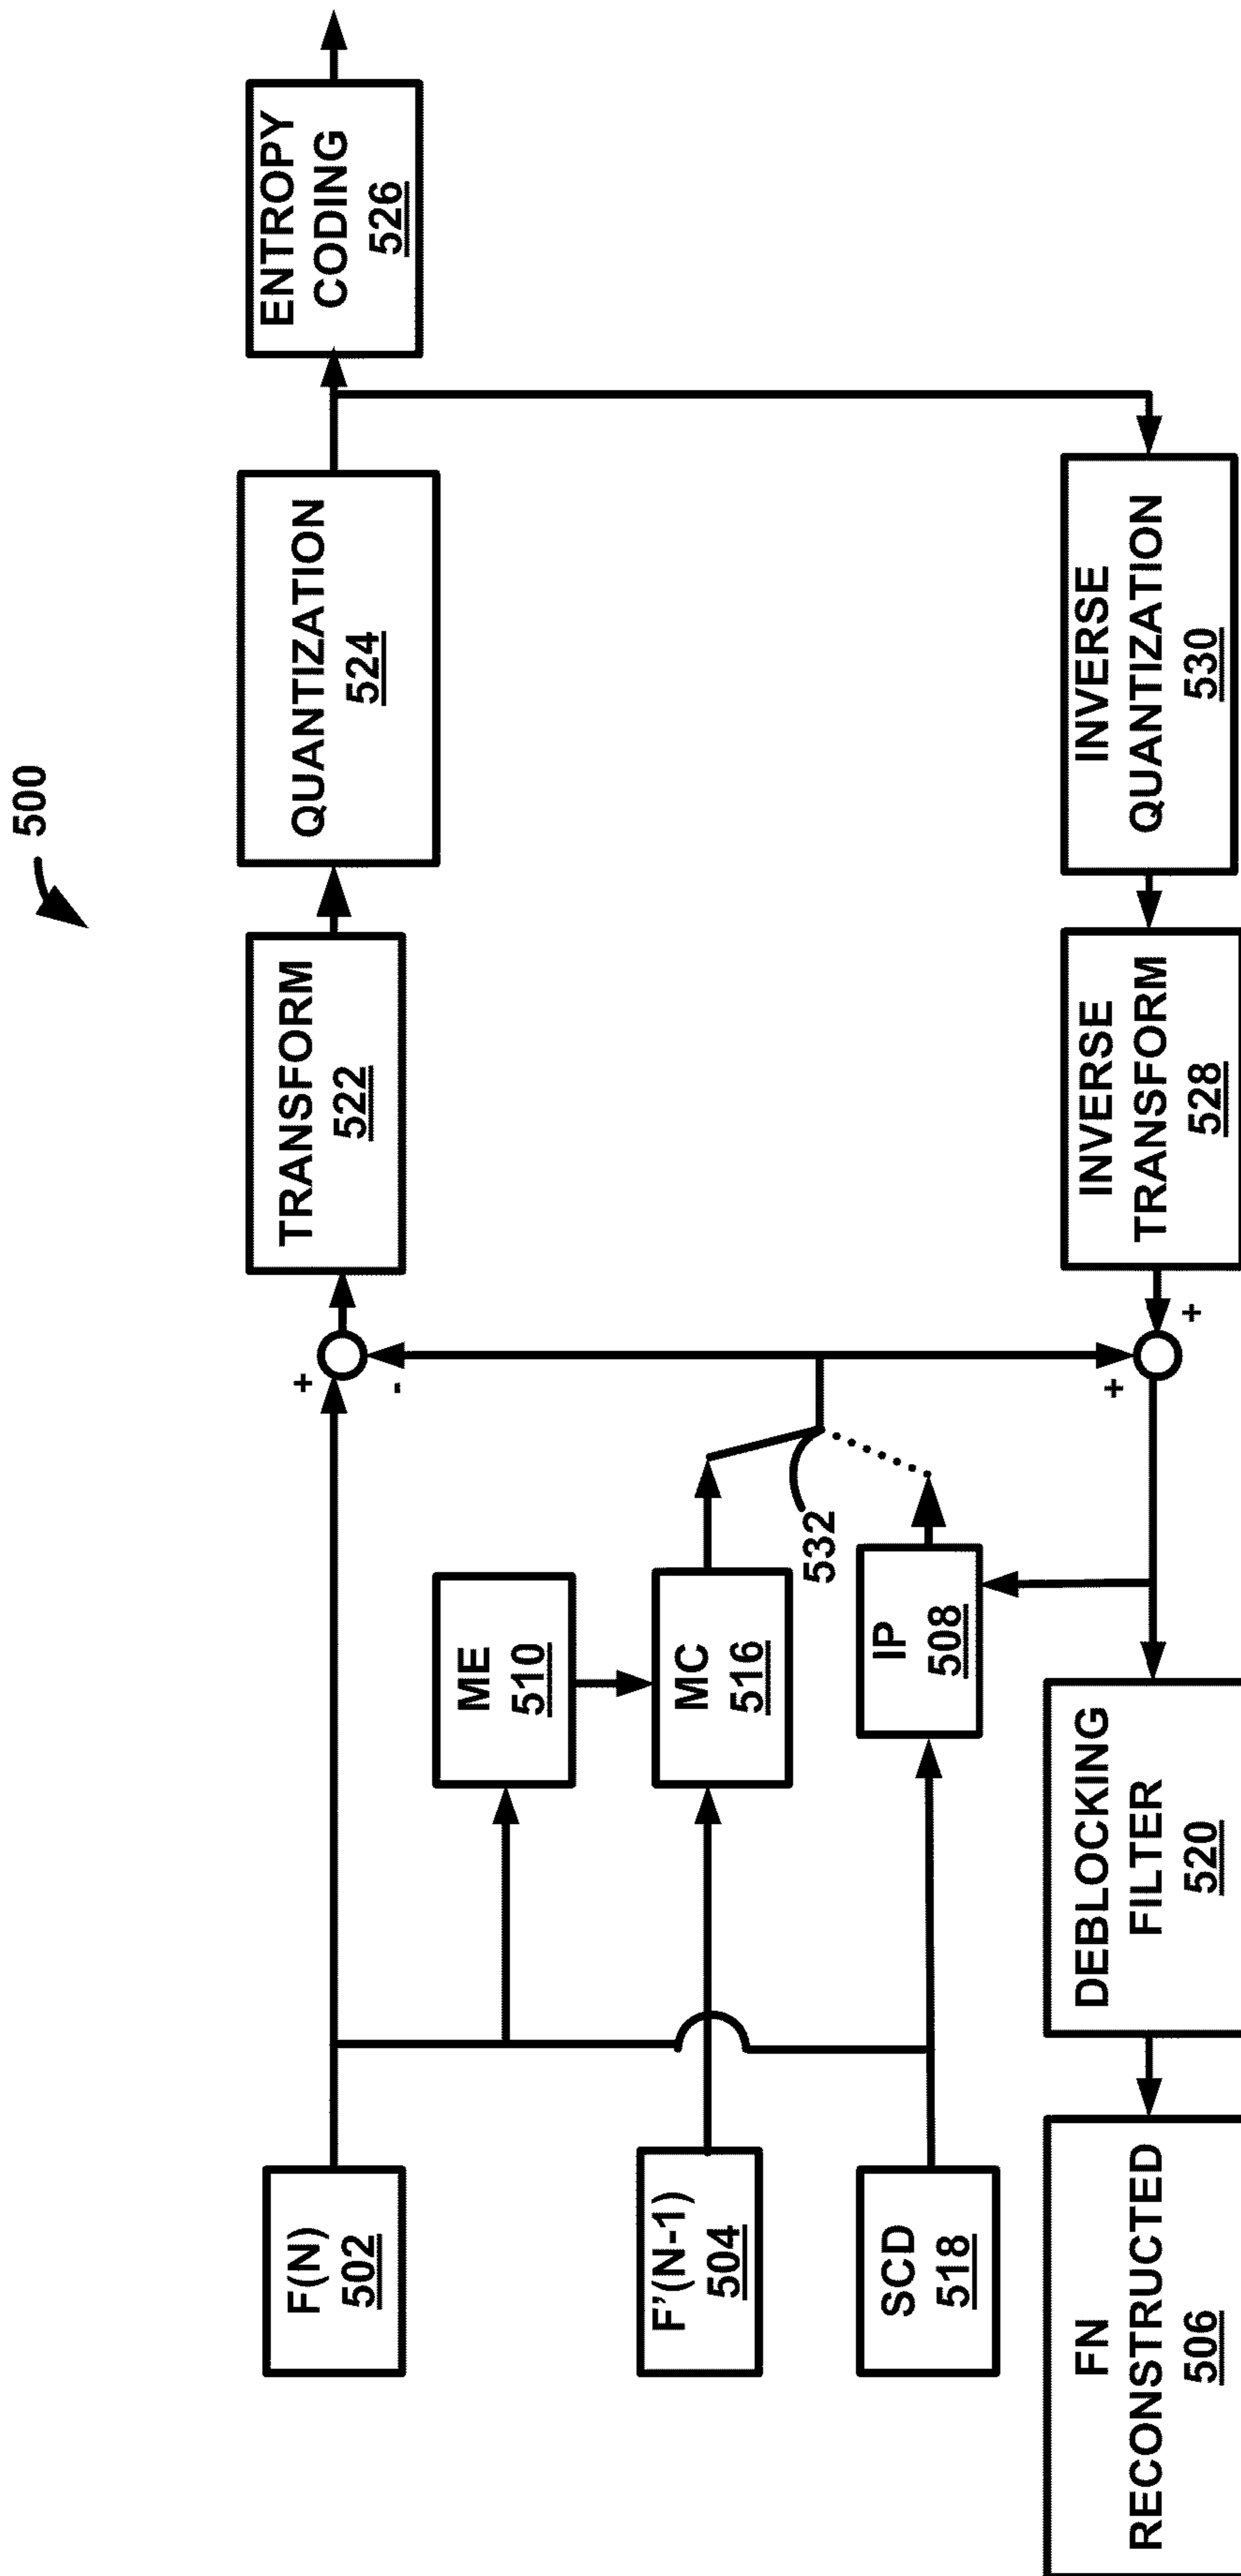 500
F(N)
502
+
-
TRANSFORM
522
QUANTIZATION
524
ENTROPY
CODING
526
ME
510
F'(N-1)
504
MC
516
532
SCD
518
IP
508
+
+
FN
RECONSTRUCTED
506
DEBLOCKING
FILTER
520
INVERSE
TRANSFORM
528
INVERSE
QUANTIZATION
530